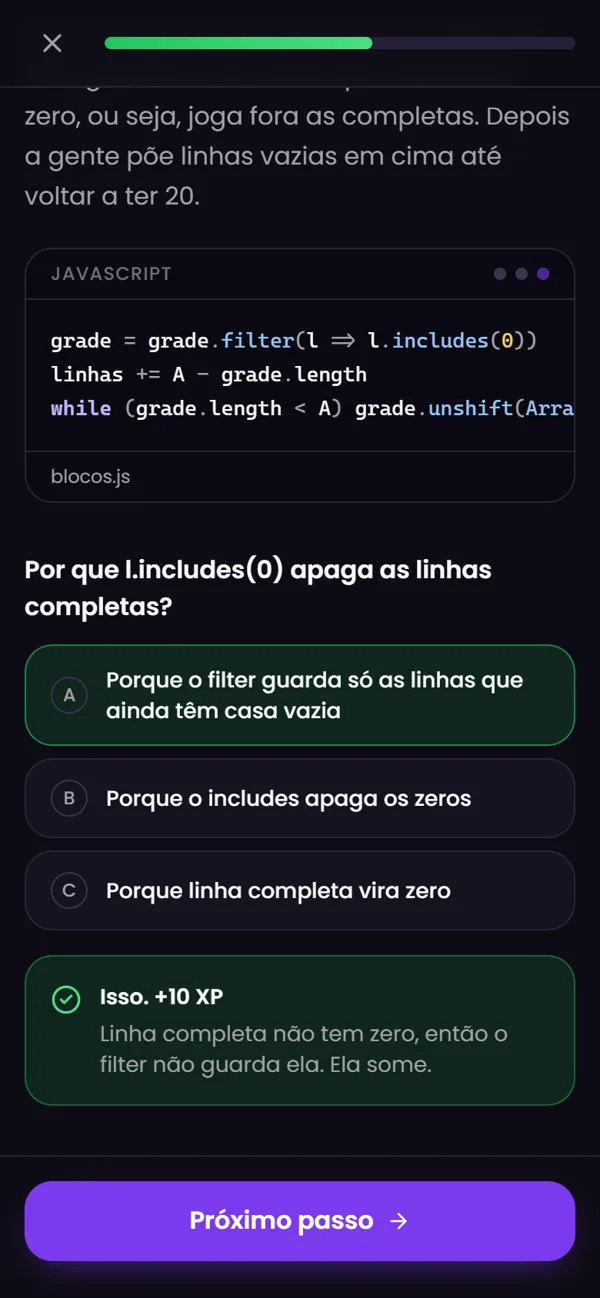 zero, ou seja, joga fora as completas. Depois
a gente põe linhas vazias em cima até
voltar a ter 20.
JAVASCRIPT
grade = grade.filter(l => l.includes(0))
linhas += A - grade.length
while (grade.length < A) grade.unshift(Arra
blocos.js
Por que l.includes(0) apaga as linhas
completas?
A
Porque o filter guarda só as linhas que
ainda têm casa vazia
B
Porque o includes apaga os zeros
C
Porque linha completa vira zero
Isso. +10 XP
Linha completa não tem zero, então o
filter não guarda ela. Ela some.
Próximo passo →